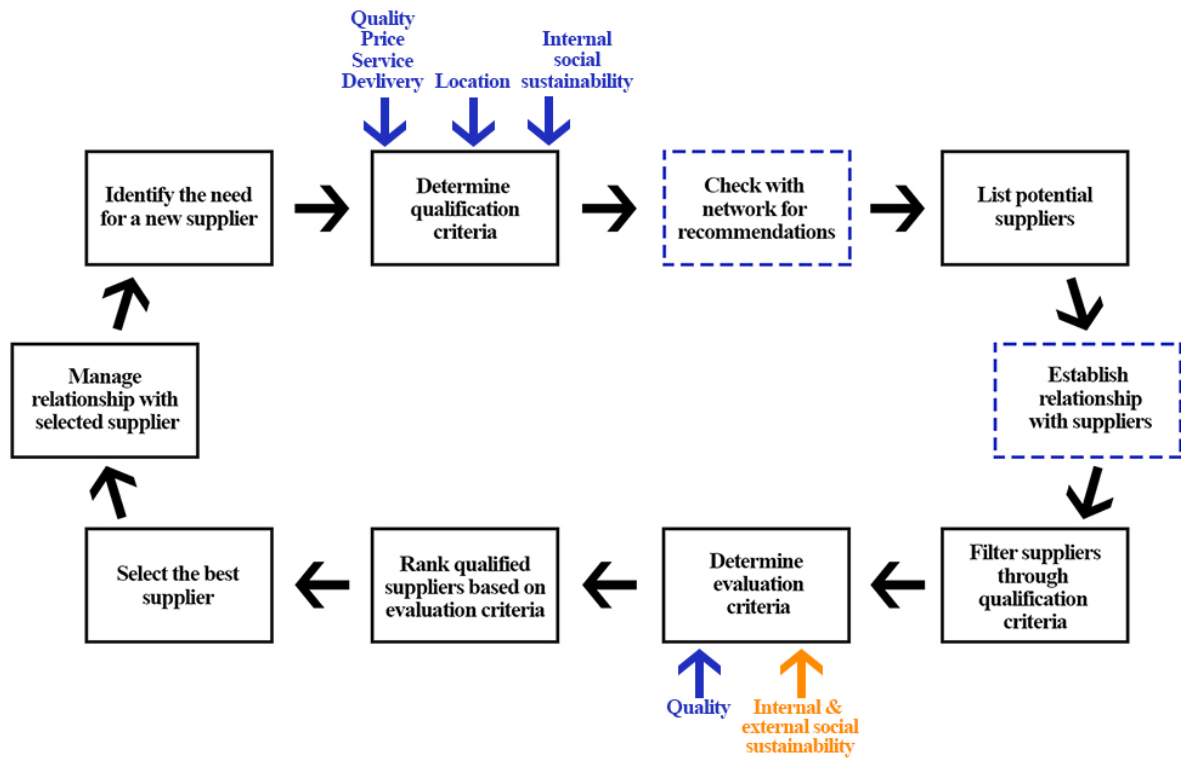 Quality
Price
Service
Devlivery
Location
Internal
social
sustainability
Identify the need
for a new supplier
Determine
qualification
criteria
Check with
network for
recommendations
List potential
suppliers
Manage
relationship with
selected supplier
Establish
relationship
with suppliers
Select the best
supplier
Rank qualified
suppliers based on
evaluation criteria
Determine
evaluation
criteria
Filter suppliers
through
qualification
criteria
Quality
Internal &
external social
sustainability